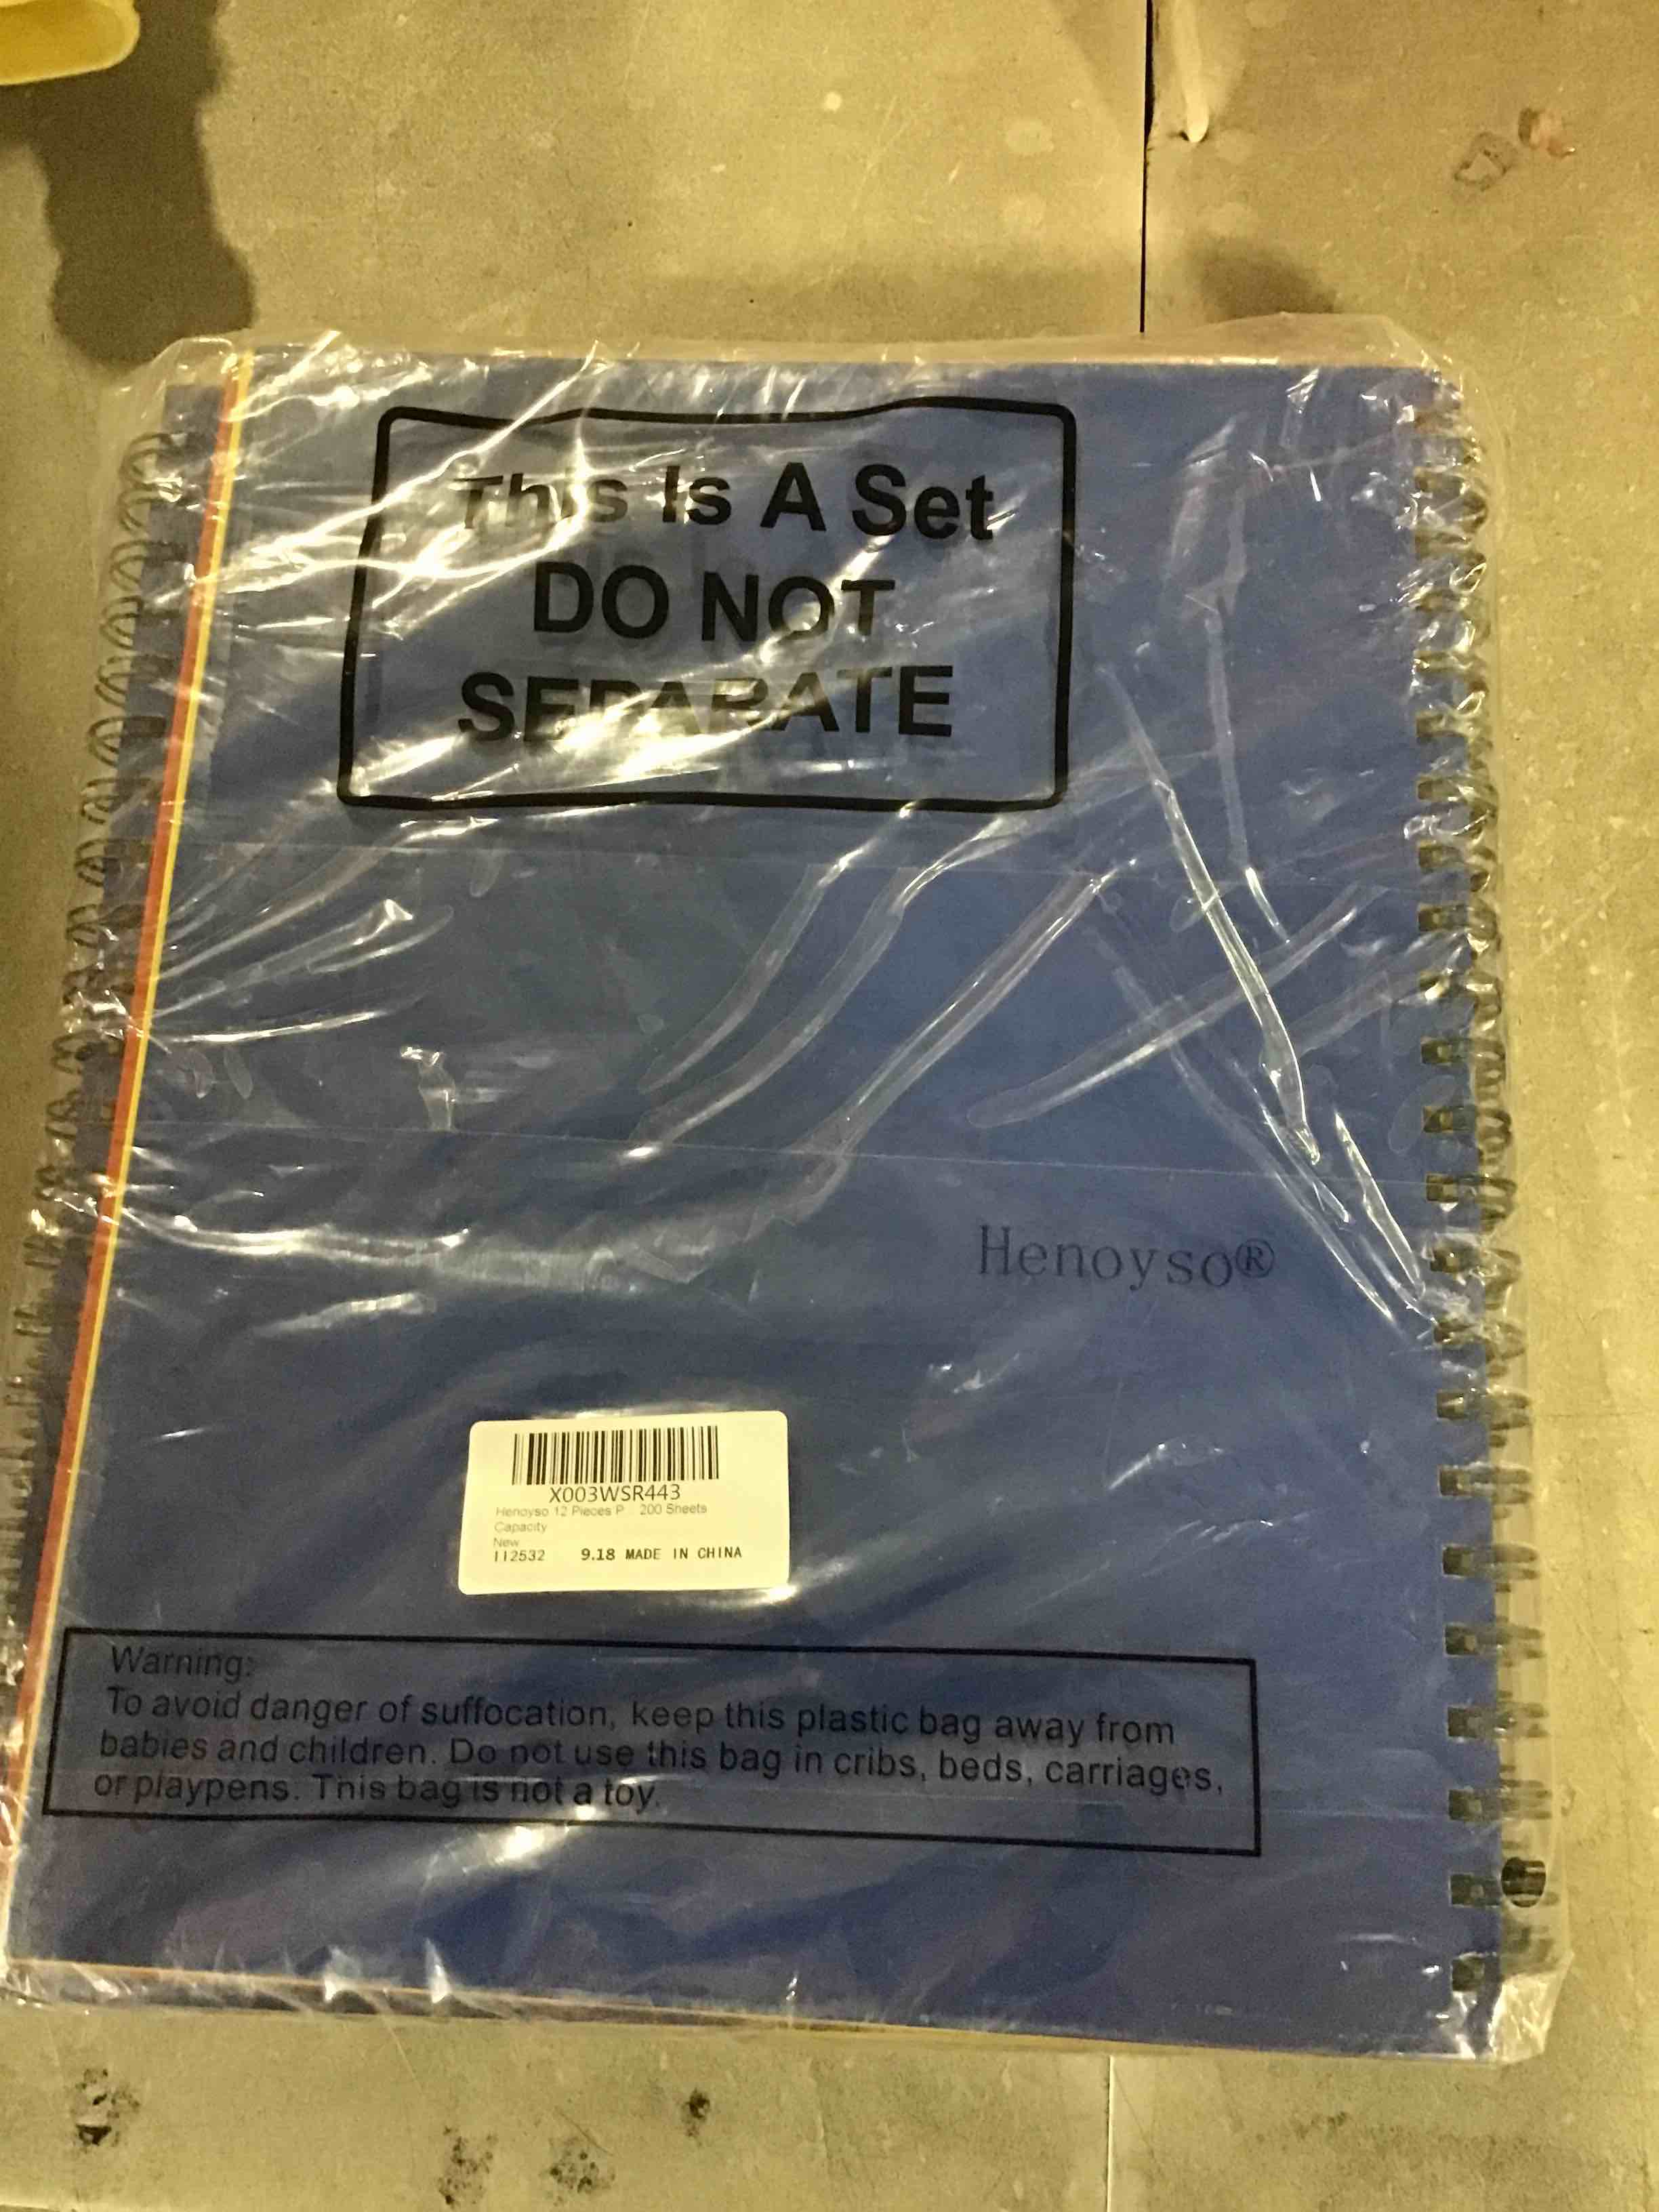 This Is A Set
DO NOT
SEPARATE
Henoyso®
X003WSR443
Henoyso 12 Pieces P... 200 Sheets
Capacity
New
112532 9.18 MADE IN CHINA
Warning:
To avoid danger of suffocation, keep this plastic bag away from
babies and children. Do not use this bag in cribs, beds, carriages,
or playpens. This bag is not a toy.